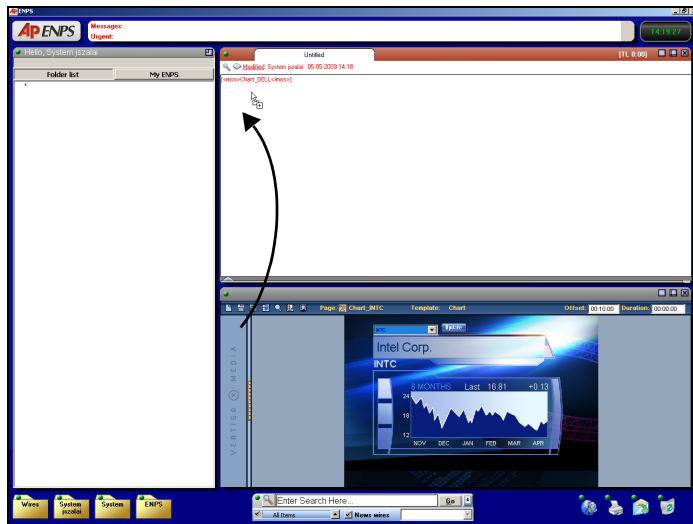 ENPS
AP ENPS
Messages:
Urgent:
14:19:27
Hello, System jszalai
Folder list
My ENPS
Untitled
[TL 0:00]
Modified: System jszalai 05-05-2009 14:18
[<mos>Chart_DELL</mos>]
Page: Chart_INTC
Template: Chart
Offset: 00:10:00 Duration: 00:00:00
VERTIGO MEDIA
INTC
Update
Intel Corp.
INTC
6 MONTHS Last 16.81 +0.13
24
18
12
NOV DEC JAN FEB MAR APR
Wires
System jszalai
System
ENPS
Enter Search Here...
Go
All Items
News wires